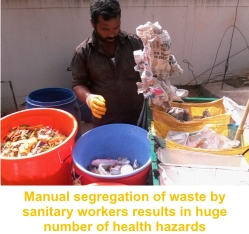 Manual segregation of waste by
sanitary workers results in huge
number of health hazards